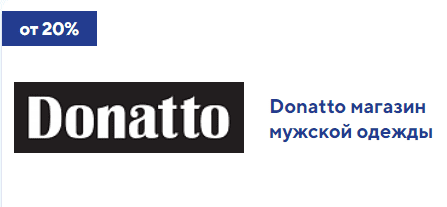 от 20%
Donatto
Donatto магазин
мужской одежды